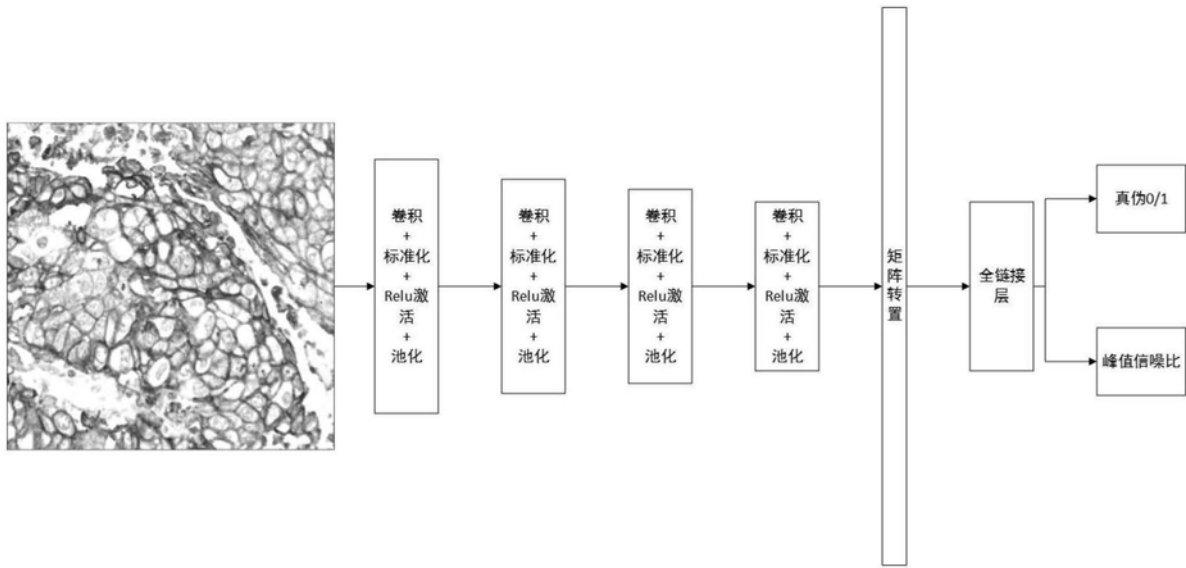 卷积
+
标准化
+
Relu激
活
+
池化
卷积
+
标准化
+
Relu激
活
+
池化
卷积
+
标准化
+
Relu激
活
+
池化
卷积
+
标准化
+
Relu激
活
+
池化
矩
阵
转
置
全链接
层
真伪0/1
峰值信噪比